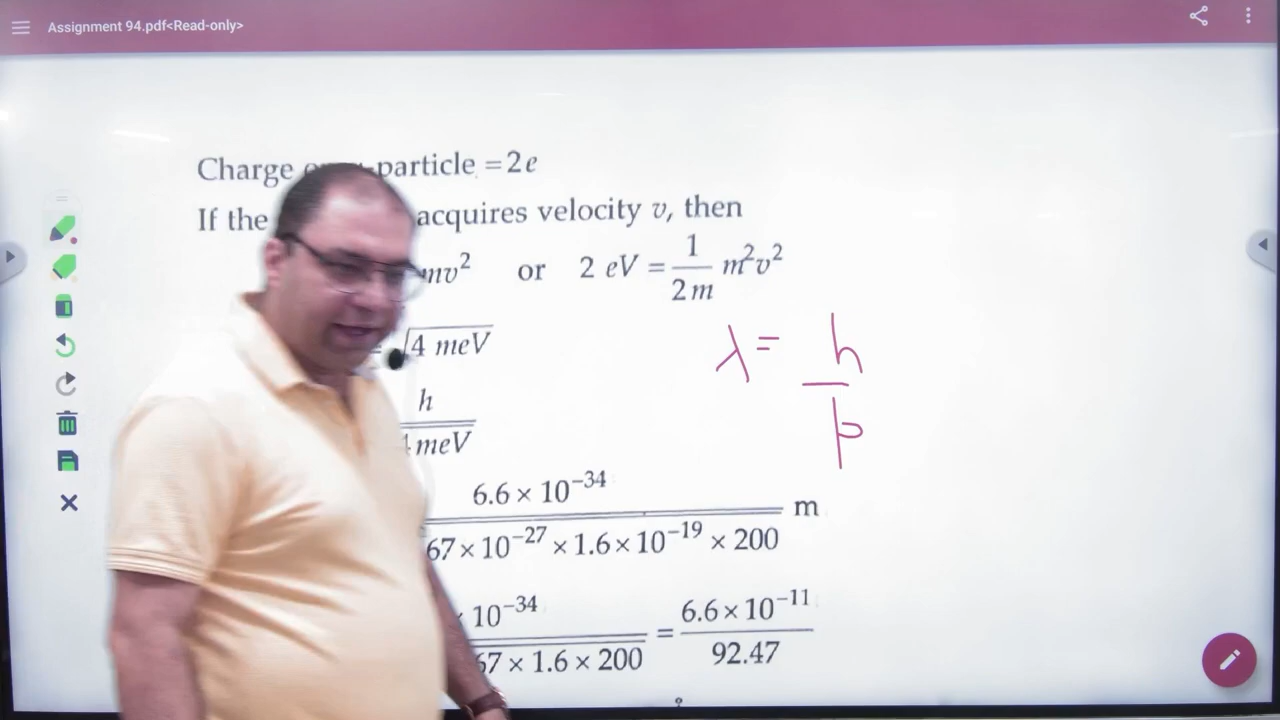 Assignment 94.pdf<Read-only>
Charge particle = 2e
If the acquires velocity v, then
mv² or 2 eV = 1/2m m²v²
√4 meV
λ = h/p
h
meV
6.6 × 10⁻³⁴ m
67 × 10⁻²⁷ × 1.6 × 10⁻¹⁹ × 200
10⁻³⁴ = 6.6 × 10⁻¹¹
67 × 1.6 × 200 92.47